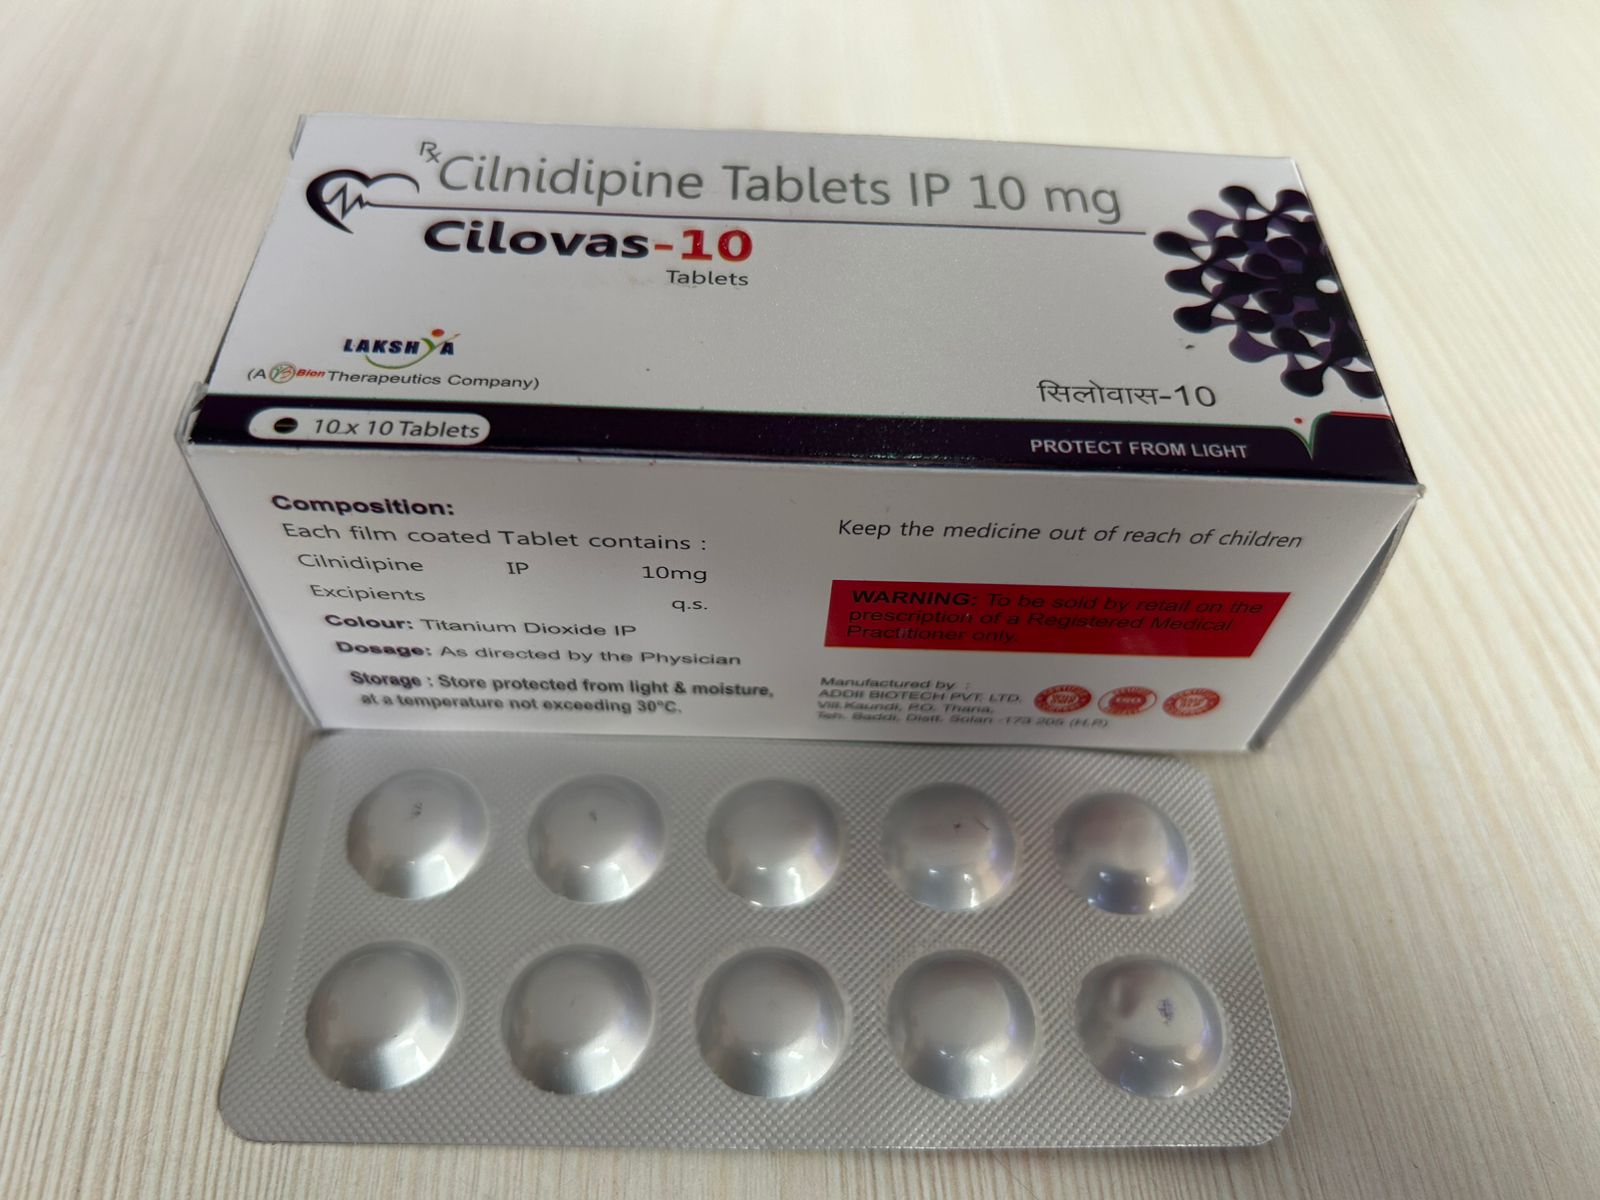 Rx Cilnidipine Tablets IP 10 mg
Cilovas-10
Tablets
LAKSHYA
(A Bion Therapeutics Company)
सिलोवास-10
10 x 10 Tablets
PROTECT FROM LIGHT
Composition:
Each film coated Tablet contains :
Cilnidipine IP 10mg
Excipients q.s.
Colour: Titanium Dioxide IP
Dosage: As directed by the Physician
Storage : Store protected from light & moisture,
at a temperature not exceeding 30°C.
Keep the medicine out of reach of children
WARNING: To be sold by retail on the
prescription of a Registered Medical
Practitioner only.
Manufactured by :
ADDII BIOTECH PVT. LTD.
Vill.Kaundi, P.O. Thana,
Teh. Baddi, Distt. Solan -173 205 (H.P.)